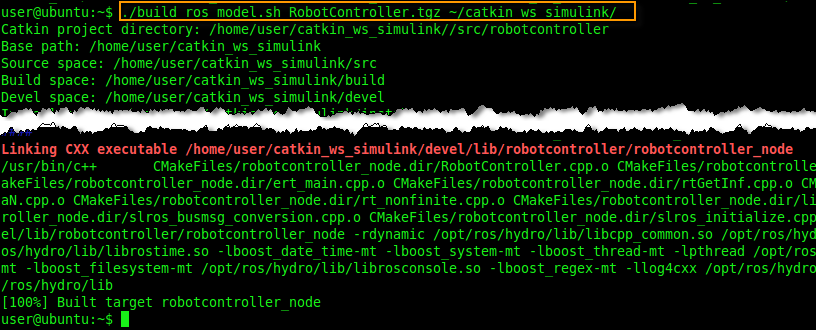 user@ubuntu:~$ ./build_ros_model.sh RobotController.tgz ~/catkin_ws_simulink/
Catkin project directory: /home/user/catkin_ws_simulink//src/robotcontroller
Base path: /home/user/catkin_ws_simulink
Source space: /home/user/catkin_ws_simulink/src
Build space: /home/user/catkin_ws_simulink/build
Devel space: /home/user/catkin_ws_simulink/devel
Linking CXX executable /home/user/catkin_ws_simulink/devel/lib/robotcontroller/robotcontroller_node
/usr/bin/c++ CMakeFiles/robotcontroller_node.dir/RobotController.cpp.o CMakeFiles/robotcontrolle
akeFiles/robotcontroller_node.dir/ert_main.cpp.o CMakeFiles/robotcontroller_node.dir/rtGetInf.cpp.o CM
aN.cpp.o CMakeFiles/robotcontroller_node.dir/rt_nonfinite.cpp.o CMakeFiles/robotcontroller_node.dir/li
roller_node.dir/slros_busmsg_conversion.cpp.o CMakeFiles/robotcontroller_node.dir/slros_initialize.cpp
el/lib/robotcontroller/robotcontroller_node -rdynamic /opt/ros/hydro/lib/libcpp_common.so /opt/ros/hyd
os/hydro/lib/librostime.so -lboost_date_time-mt -lboost_system-mt -lboost_thread-mt -lpthread /opt/ros
mt -lboost_filesystem-mt /opt/ros/hydro/lib/librosconsole.so -lboost_regex-mt -llog4cxx /opt/ros/hydro
/ros/hydro/lib
[100%] Built target robotcontroller_node
user@ubuntu:~$